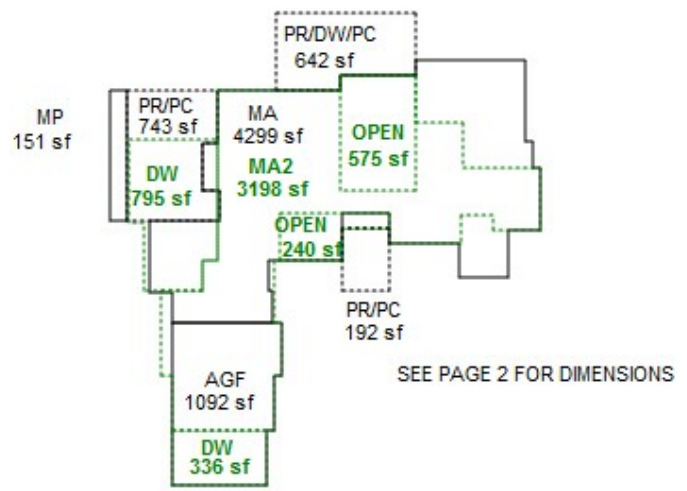 PR/DW/PC
642 sf
MP
151 sf
PR/PC
743 sf
MA
4299 sf
OPEN
575 sf
MA2
3198 sf
DW
795 sf
OPEN
240 sf
PR/PC
192 sf
SEE PAGE 2 FOR DIMENSIONS
AGF
1092 sf
DW
336 sf